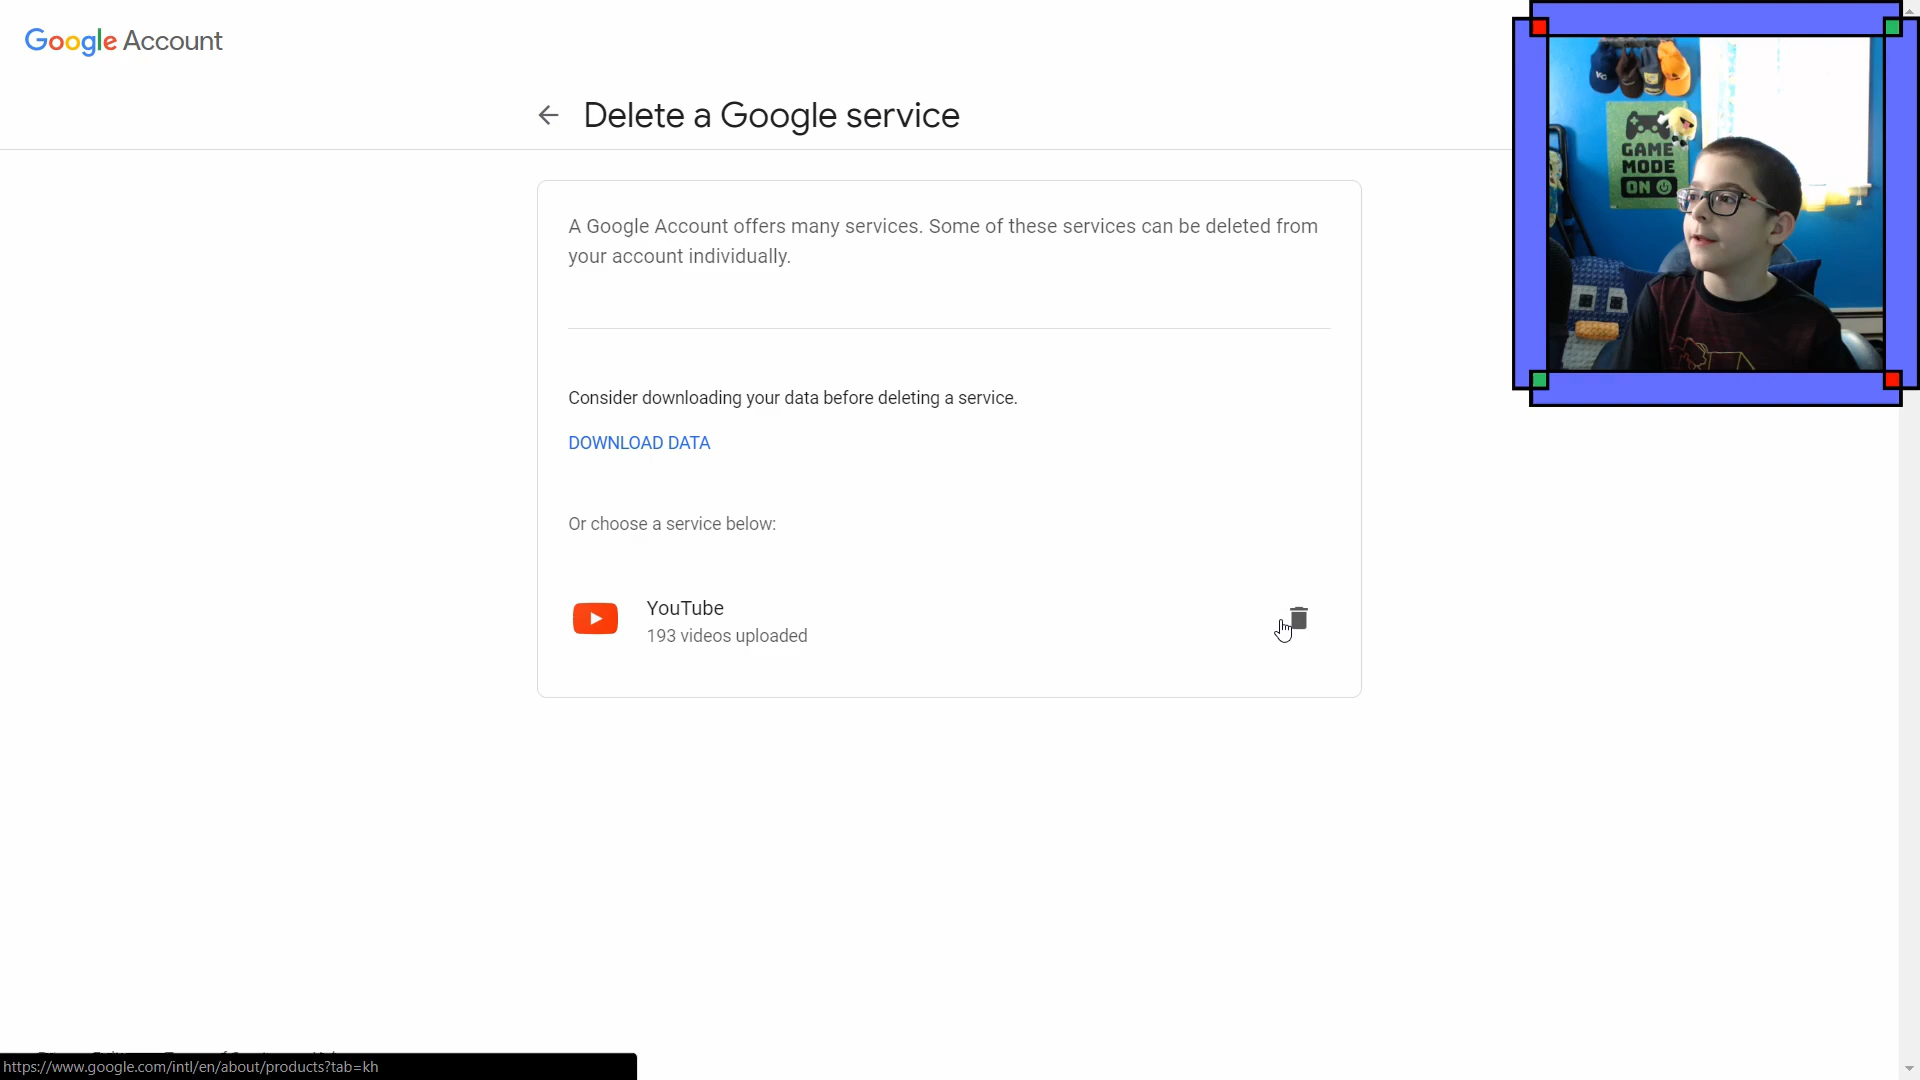 Google Account
Delete a Google service
A Google Account offers many services. Some of these services can be deleted from
your account individually.
Consider downloading your data before deleting a service.
DOWNLOAD DATA
Or choose a service below:
YouTube
193 videos uploaded
GAME
MODE
ON
https://www.google.com/intl/en/about/products?tab=kh